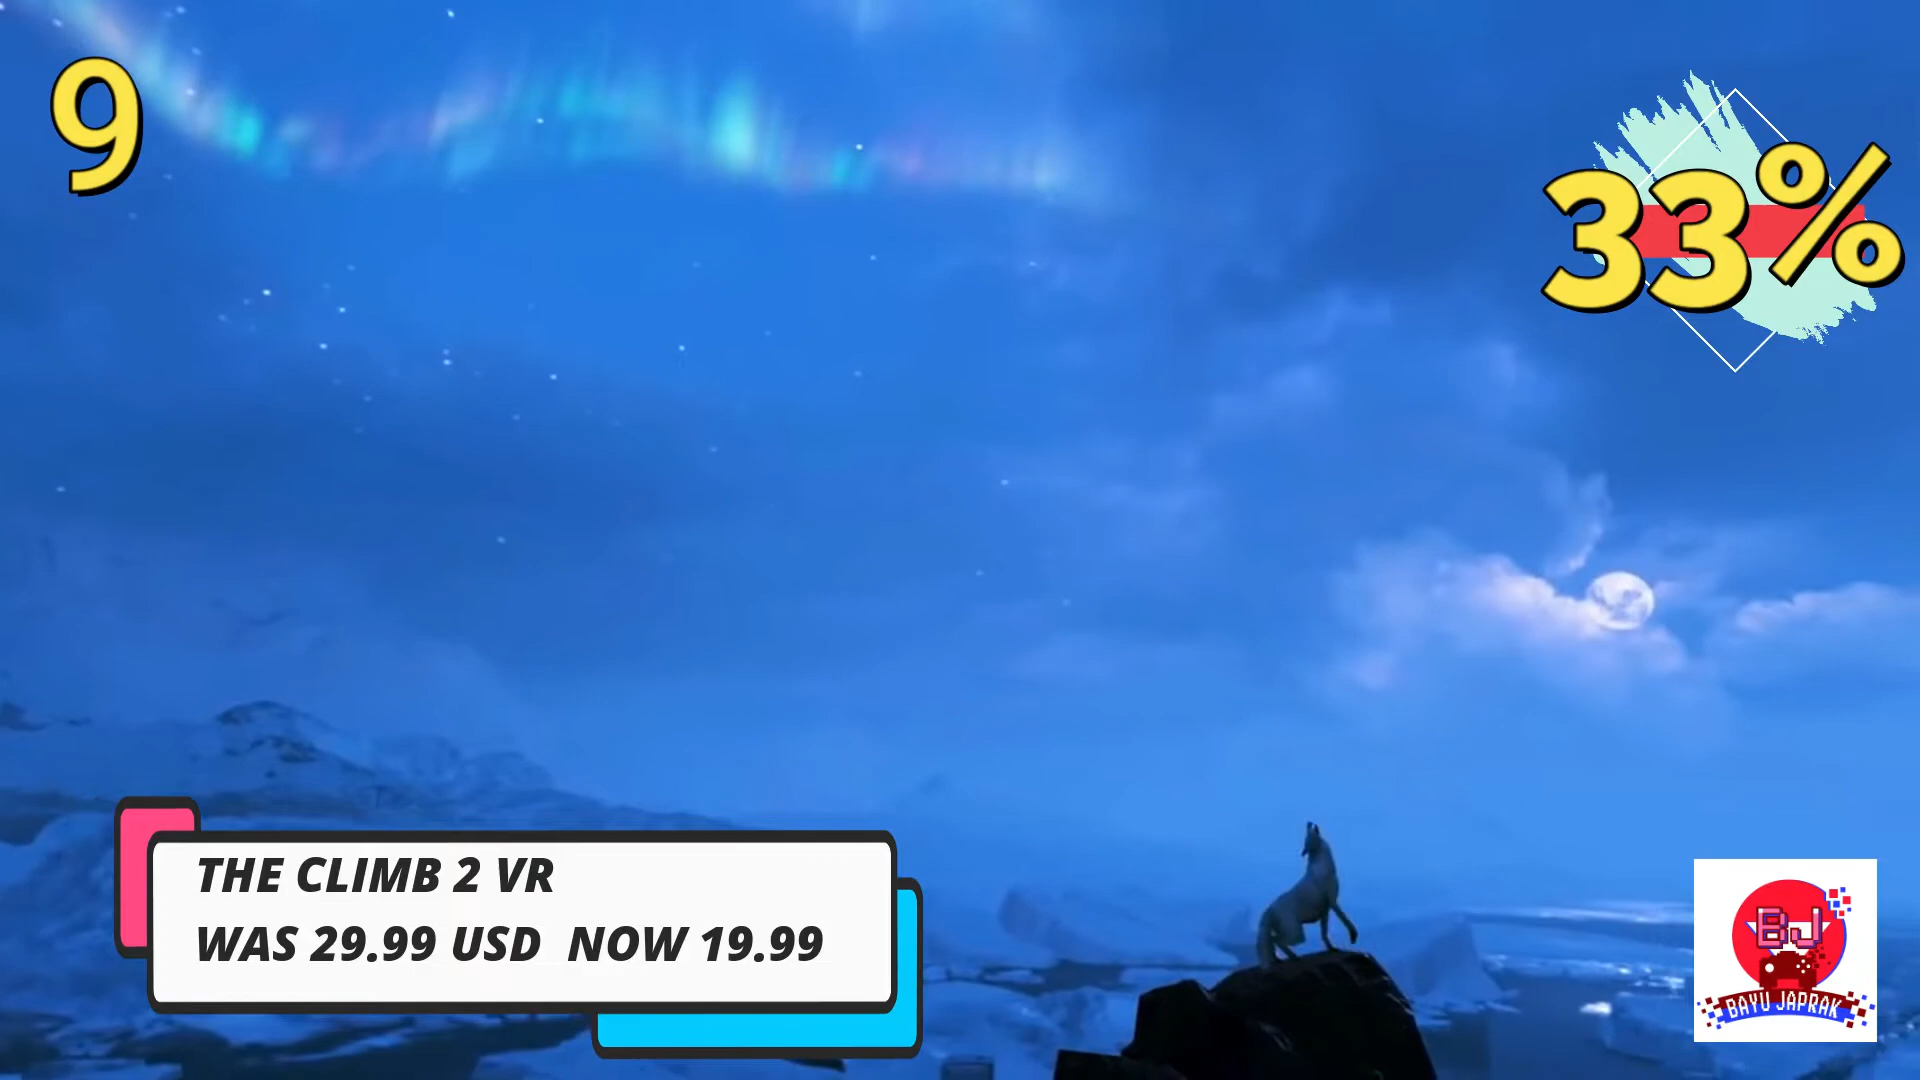 9
33%
THE CLIMB 2 VR
WAS 29.99 USD NOW 19.99
BJ
BAYU JAPRAK